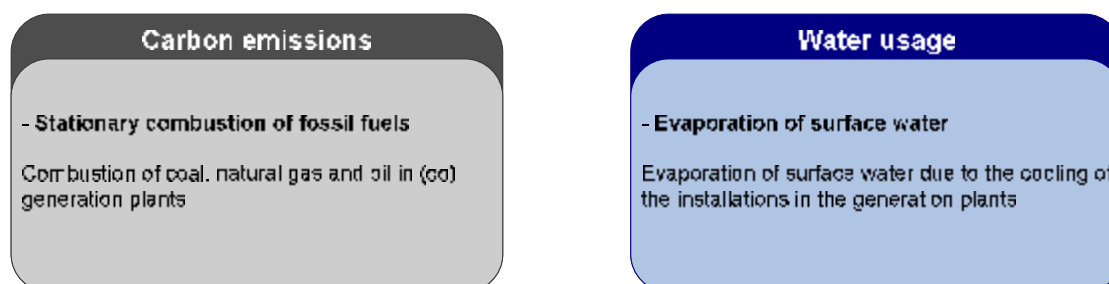 Carbon emissions
- Stationary combustion of fossil fuels
Combustion of coal, natural gas and oil in (co)
generation plants
Water usage
- Evaporation of surface water
Evaporation of surface water due to the cooling of
the installations in the generation plants